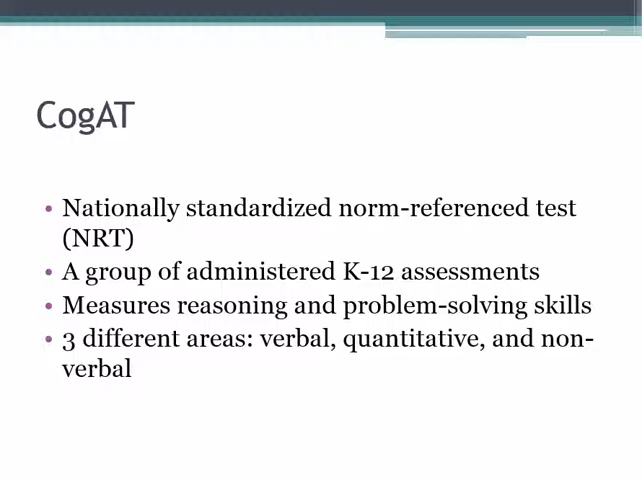 CogAT
• Nationally standardized norm-referenced test
(NRT)
• A group of administered K-12 assessments
• Measures reasoning and problem-solving skills
• 3 different areas: verbal, quantitative, and non-
verbal